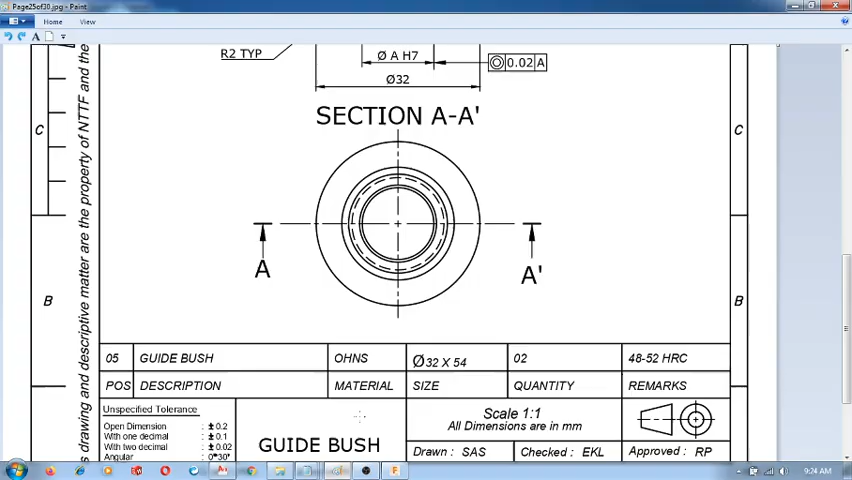 Page25of30.jpg - Paint
Home View
A
R2 TYP
Ø A H7
0.02 A
Ø32
SECTION A-A'
C
C
A
A'
B
B
s drawing and descriptive matter are the property of NTTF and the
05 GUIDE BUSH OHNS Ø32 X 54 02 48-52 HRC
POS DESCRIPTION MATERIAL SIZE QUANTITY REMARKS
Unspecified Tolerance
Open Dimension : ±0.2
With one decimal : ±0.1
With two decimal : ±0.02
Angular : 0°30'
GUIDE BUSH
Scale 1:1
All Dimensions are in mm
Drawn : SAS
Checked : EKL
Approved : RP
9:24 AM